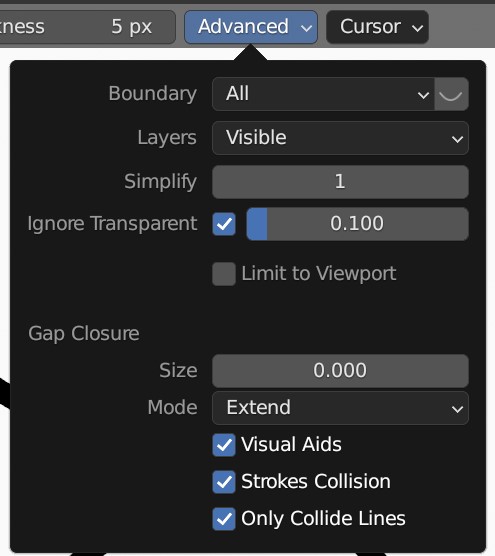 5 px Advanced Cursor
Boundary All
Layers Visible
Simplify 1
Ignore Transparent 0.100
Limit to Viewport
Gap Closure
Size 0.000
Mode Extend
Visual Aids
Strokes Collision
Only Collide Lines